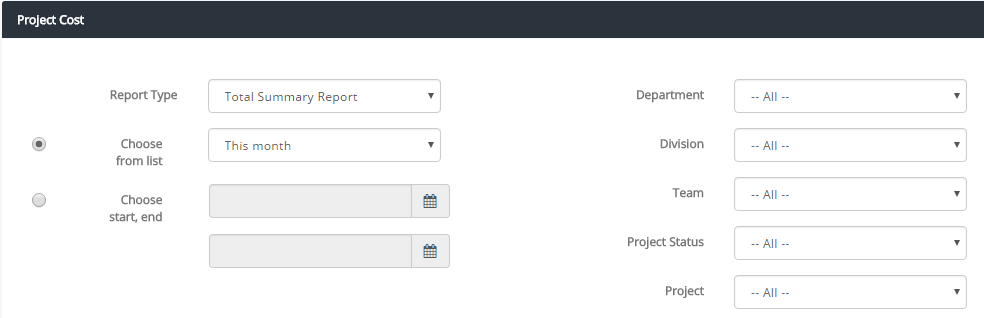 Project Cost
Report Type
Total Summary Report
Choose
from list
This month
Choose
start, end
Department
-- All --
Division
-- All --
Team
-- All --
Project Status
-- All --
Project
-- All --